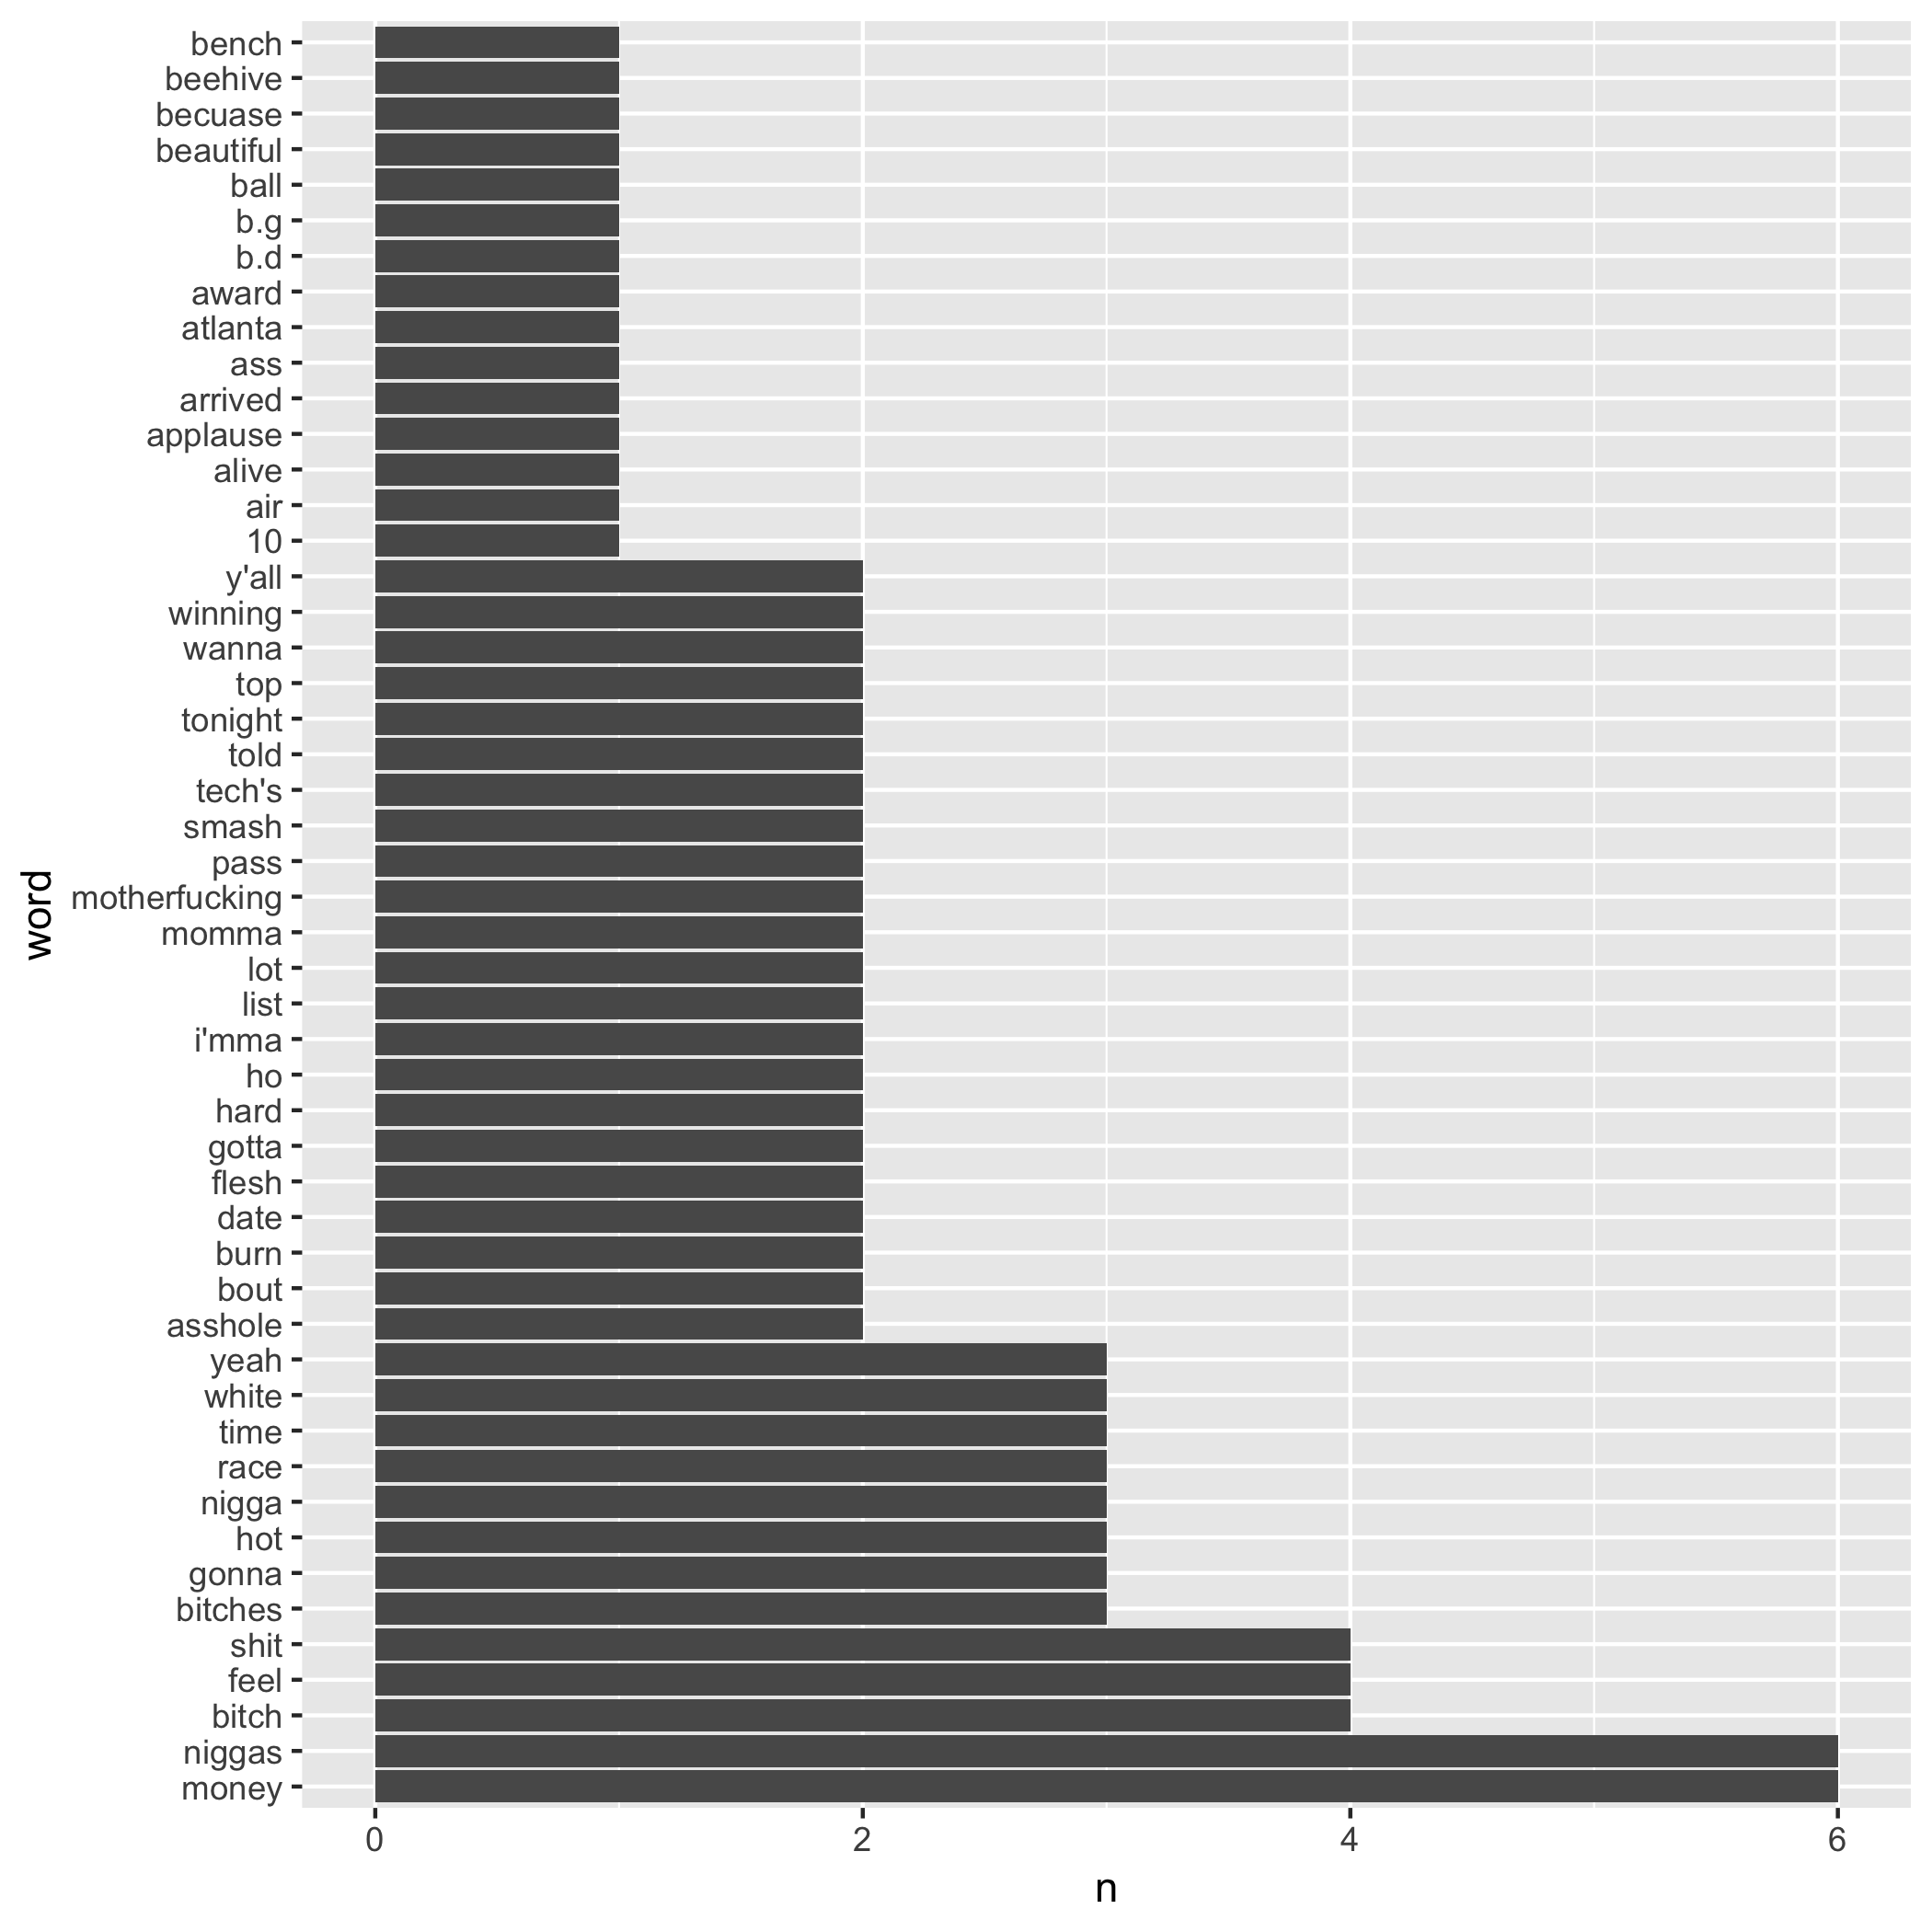 bench
beehive
becuase
beautiful
ball
b.g
b.d
award
atlanta
ass
arrived
applause
alive
air
10
y'all
winning
wanna
top
tonight
told
tech's
smash
pass
motherfucking
momma
lot
list
i'mma
ho
hard
gotta
flesh
date
burn
bout
asshole
yeah
white
time
race
nigga
hot
gonna
bitches
shit
feel
bitch
niggas
money
word
0 2 4 6
n